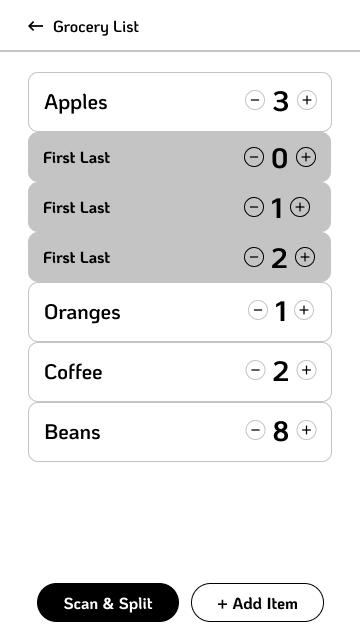 ← Grocery List
Apples − 3 +
First Last − 0 +
First Last − 1 +
First Last − 2 +
Oranges − 1 +
Coffee − 2 +
Beans − 8 +
Scan & Split + Add Item